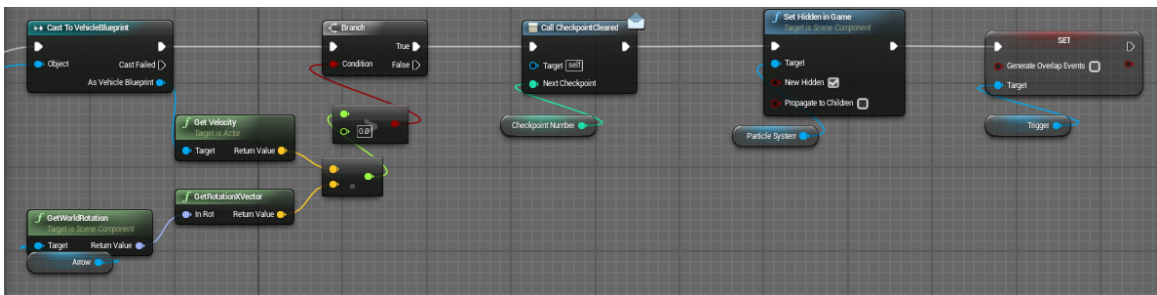 Cast To VehicleBlueprint
Object
Cast Failed
As Vehicle Blueprint
Branch
True
Condition
False
Call CheckpointCleared
Target self
Next Checkpoint
Checkpoint Number
Set Hidden in Game
Target is Scene Component
Target
New Hidden
Propagate to Children
Particle System
SET
Generate Overlap Events
Target
Trigger
Get Velocity
Target is Actor
Target Return Value
0.0
>
GetRotationXVector
In Rot Return Value
GetWorldRotation
Target is Scene Component
Target Return Value
Arrow